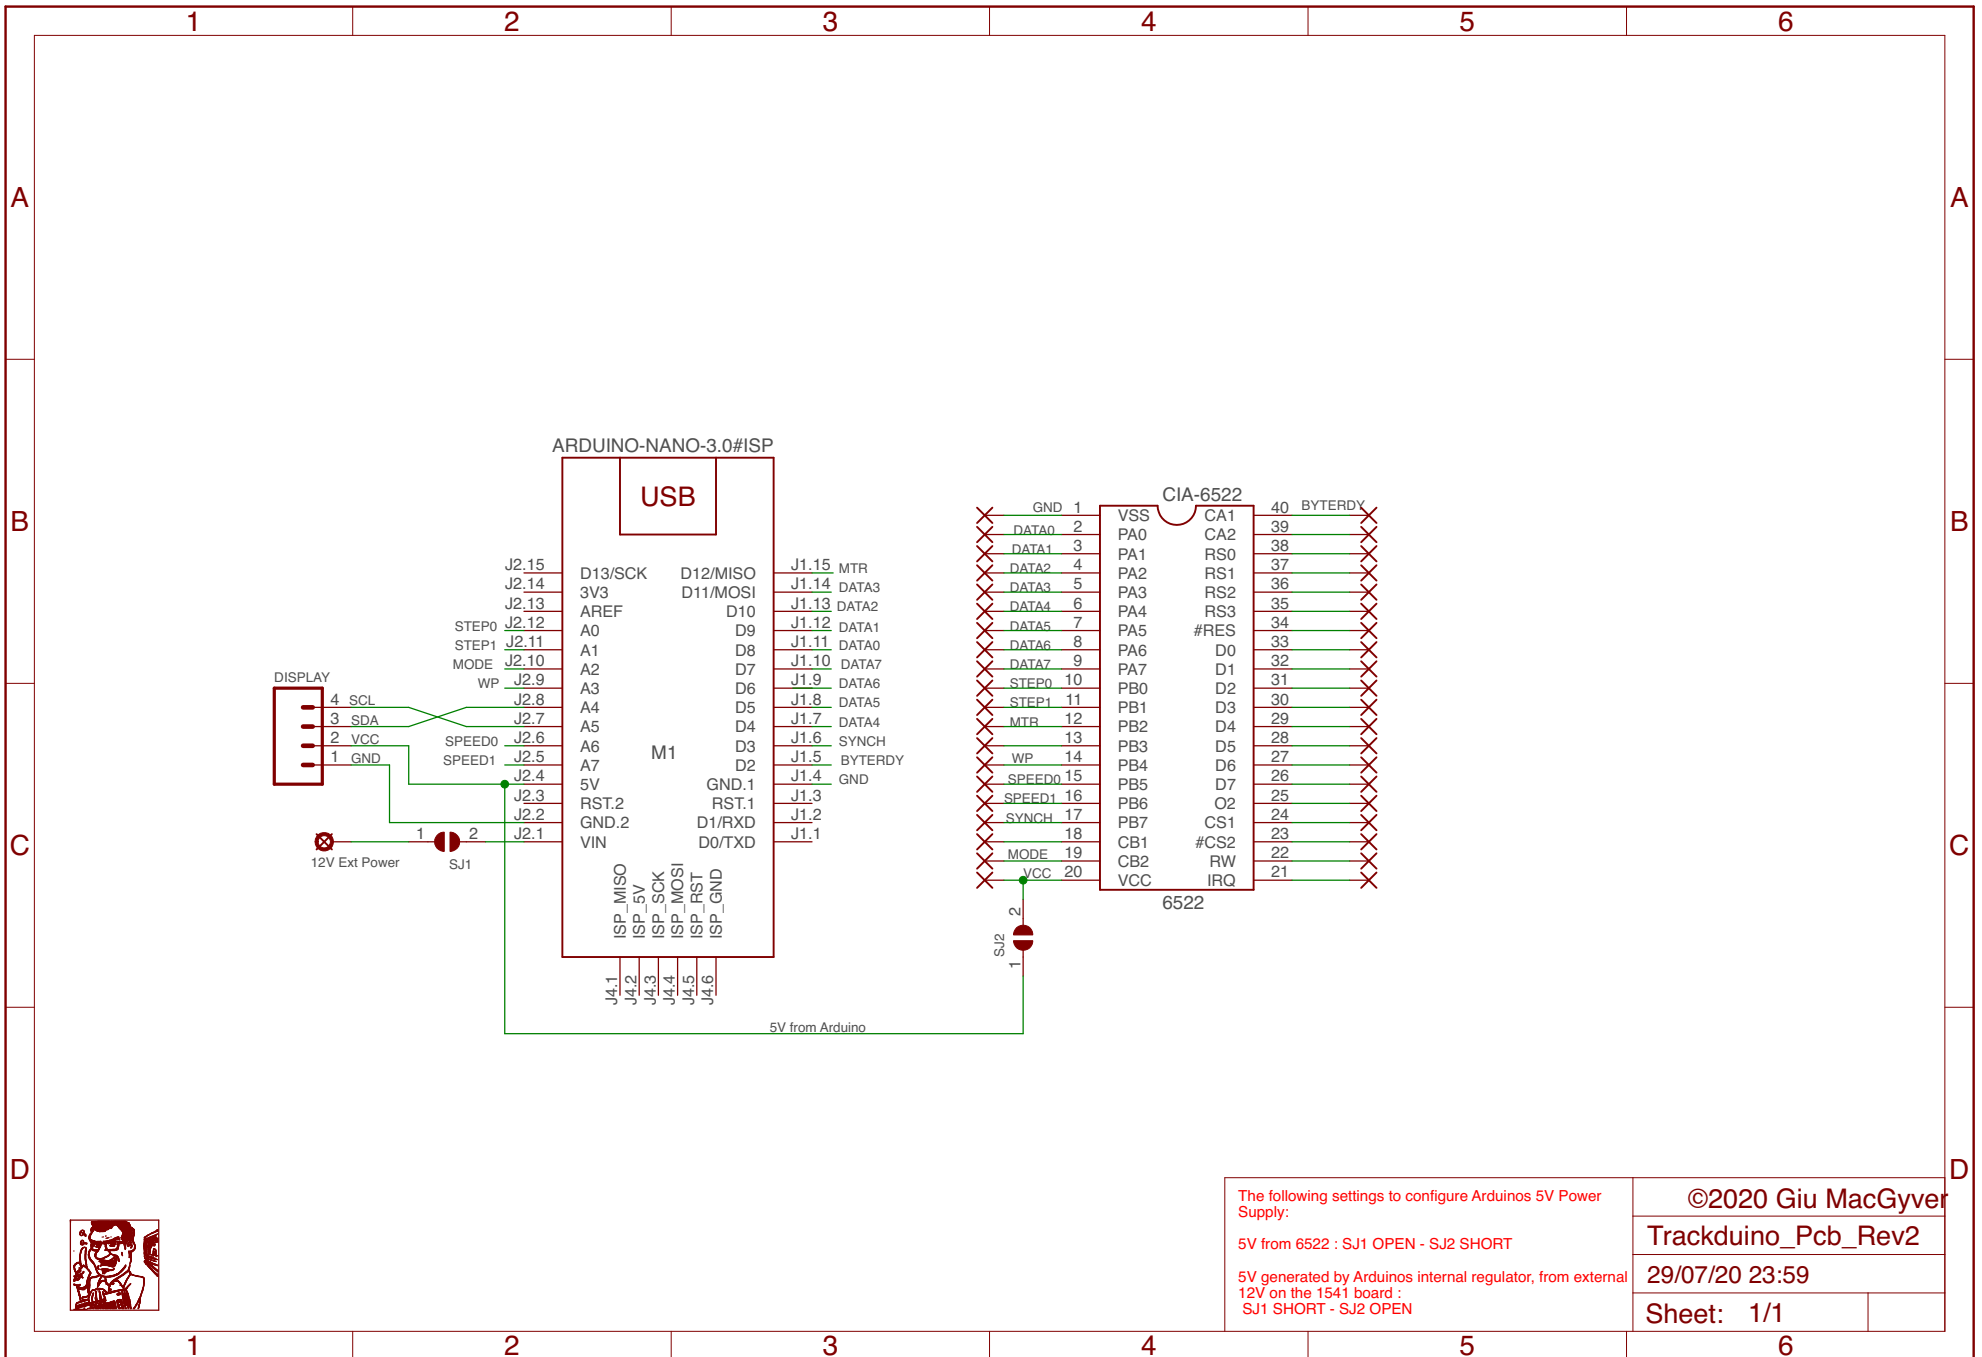 1 2 3 4 5 6
A A
B B
C C
D D
ARDUINO-NANO-3.0#ISP
USB
J2.15 D13/SCK D12/MISO J1.15 MTR
J2.14 3V3 D11/MOSI J1.14 DATA3
J2.13 AREF D10 J1.13 DATA2
STEP0 J2.12 A0 D9 J1.12 DATA1
STEP1 J2.11 A1 D8 J1.11 DATA0
MODE J2.10 A2 D7 J1.10 DATA7
WP J2.9 A3 D6 J1.9 DATA6
J2.8 A4 D5 J1.8 DATA5
J2.7 A5 D4 J1.7 DATA4
SPEED0 J2.6 A6 D3 J1.6 SYNCH
SPEED1 J2.5 A7 D2 J1.5 BYTERDY
J2.4 5V GND.1 J1.4 GND
J2.3 RST.2 RST.1 J1.3
J2.2 GND.2 D1/RXD J1.2
J2.1 VIN D0/TXD J1.1
M1
ISP_MISO
ISP_5V
ISP_SCK
ISP_MOSI
ISP_RST
ISP_GND
J4.1
J4.2
J4.3
J4.4
J4.5
J4.6
DISPLAY
4 SCL
3 SDA
2 VCC
1 GND
12V Ext Power
1 2
SJ1
5V from Arduino
CIA-6522
GND 1 VSS CA1 40 BYTERDY
DATA0 2 PA0 CA2 39
DATA1 3 PA1 RS0 38
DATA2 4 PA2 RS1 37
DATA3 5 PA3 RS2 36
DATA4 6 PA4 RS3 35
DATA5 7 PA5 #RES 34
DATA6 8 PA6 D0 33
DATA7 9 PA7 D1 32
STEP0 10 PB0 D2 31
STEP1 11 PB1 D3 30
MTR 12 PB2 D4 29
13 PB3 D5 28
WP 14 PB4 D6 27
SPEED0 15 PB5 D7 26
SPEED1 16 PB6 O2 25
SYNCH 17 PB7 CS1 24
18 CB1 #CS2 23
MODE 19 CB2 RW 22
VCC 20 VCC IRQ 21
6522
2
SJ2
1
The following settings to configure Arduinos 5V Power
Supply:
5V from 6522 : SJ1 OPEN - SJ2 SHORT
5V generated by Arduinos internal regulator, from external
12V on the 1541 board :
SJ1 SHORT - SJ2 OPEN
©2020 Giu MacGyver
Trackduino_Pcb_Rev2
29/07/20 23:59
Sheet: 1/1
1 2 3 4 5 6